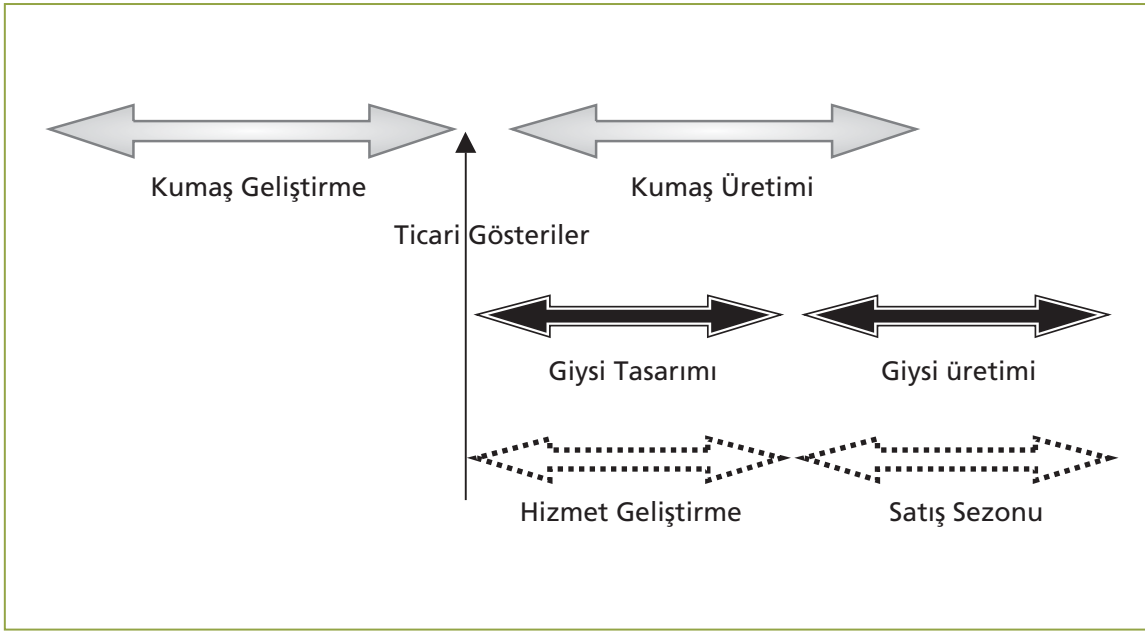 Kumaş Geliştirme
Kumaş Üretimi
Ticari Gösteriler
Giysi Tasarımı
Giysi üretimi
Hizmet Geliştirme
Satış Sezonu